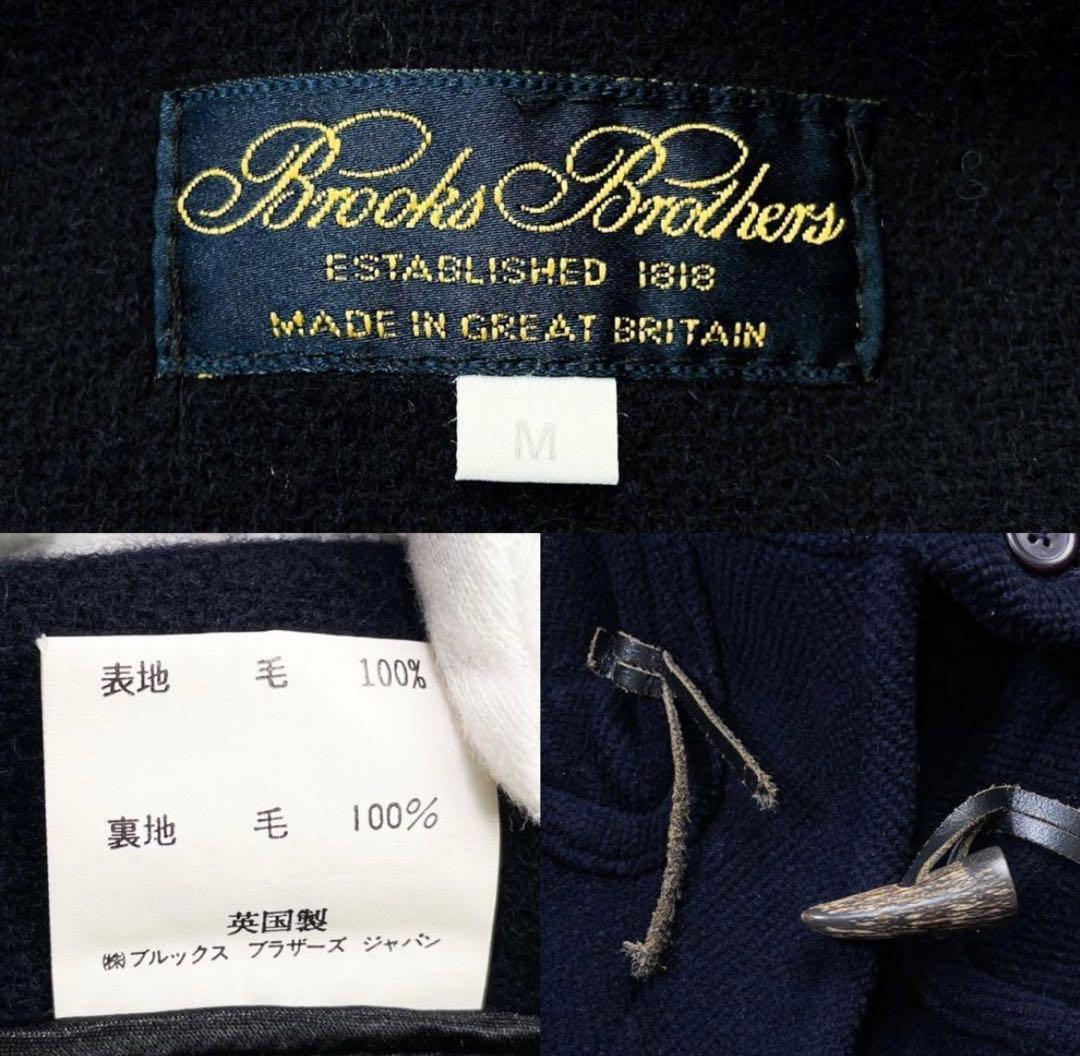 Brooks Brothers
ESTABLISHED 1818
MADE IN GREAT BRITAIN
M
表地 毛 100%
裏地 毛 100%
英国製
㈱ブルックス ブラザーズ ジャパン